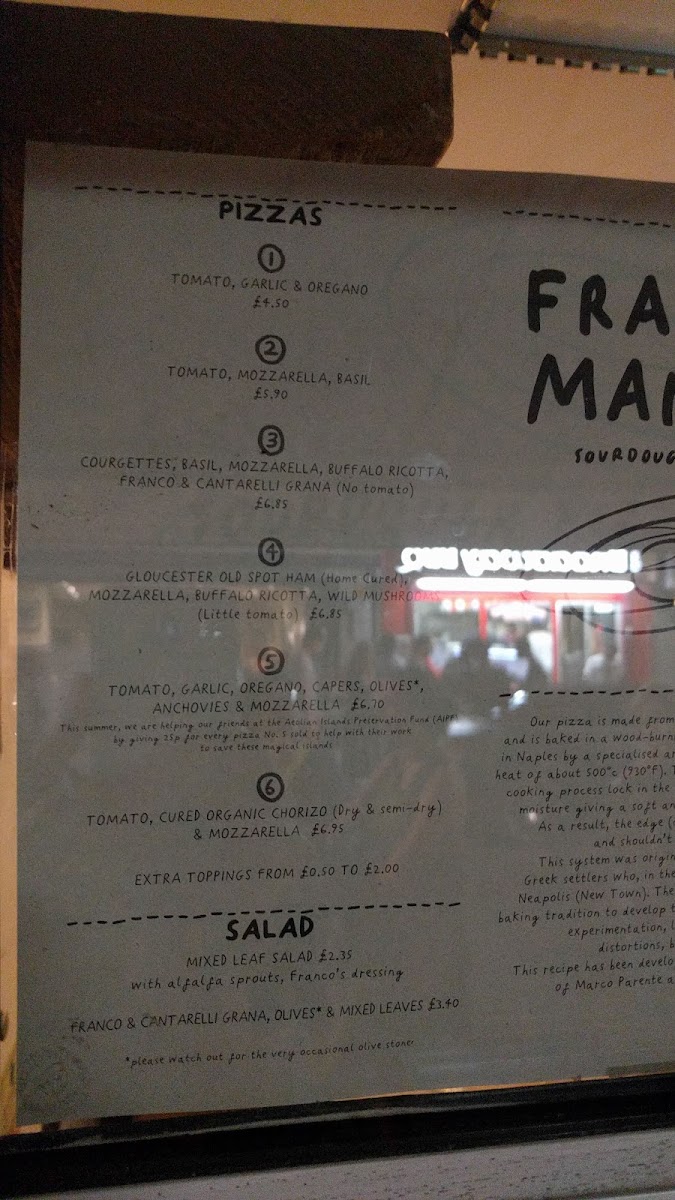 PIZZAS
1
TOMATO, GARLIC & OREGANO
£4.50
2
TOMATO, MOZZARELLA, BASIL
£5.90
3
COURGETTES, BASIL, MOZZARELLA, BUFFALO RICOTTA,
FRANCO & CANTARELLI GRANA (No tomato)
£6.85
4
GLOUCESTER OLD SPOT HAM (Home Cured),
MOZZARELLA, BUFFALO RICOTTA, WILD MUSHROOMS
(Little tomato) £6.85
5
TOMATO, GARLIC, OREGANO, CAPERS, OLIVES*,
ANCHOVIES & MOZZARELLA £6.70
This summer, we are helping our friends at the Aeolian Islands Preservation Fund (AIPF)
by giving 25p for every pizza No. 5 sold to help with their work
to save these magical islands
6
TOMATO, CURED ORGANIC CHORIZO (Dry & semi-dry)
& MOZZARELLA £6.95
EXTRA TOPPINGS FROM £0.50 TO £2.00
SALAD
MIXED LEAF SALAD £2.35
with alfalfa sprouts, Franco's dressing
FRANCO & CANTARELLI GRANA, OLIVES* & MIXED LEAVES £3.40
*please watch out for the very occasional olive stone
FRA
MAN
SOURDOUG
Our pizza is made from
and is baked in a wood-burn
in Naples by a specialised ar
heat of about 500°c (930°F). T
cooking process lock in the
moisture giving a soft an
As a result, the edge (
and shouldn't
This system was origin
Greek settlers who, in the
Neapolis (New Town). The
baking tradition to develop t
experimentation, l
distortions, b
This recipe has been develo
of Marco Parente a